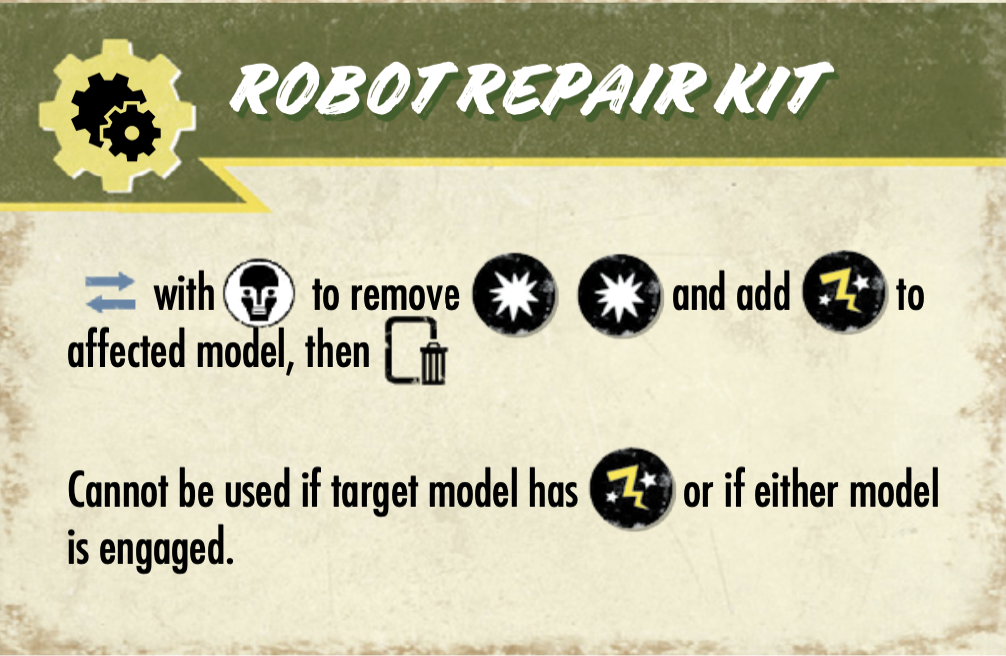 ROBOT REPAIR KIT
with to remove and add to
affected model, then
Cannot be used if target model has or if either model
is engaged.